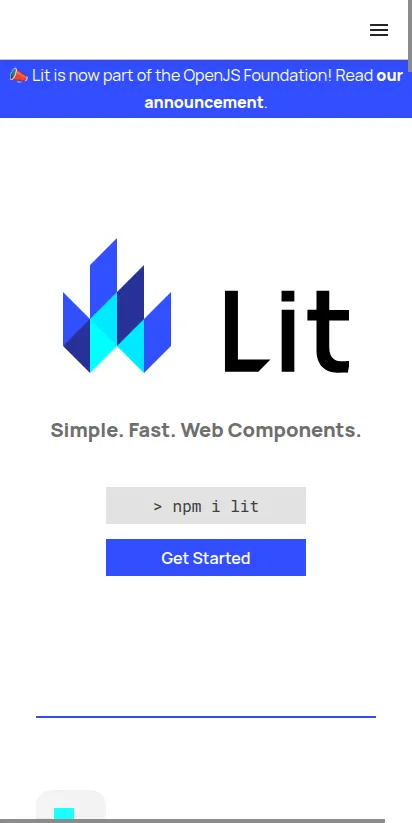 📣 Lit is now part of the OpenJS Foundation! Read our
announcement.
Lit
Simple. Fast. Web Components.
> npm i lit
Get Started